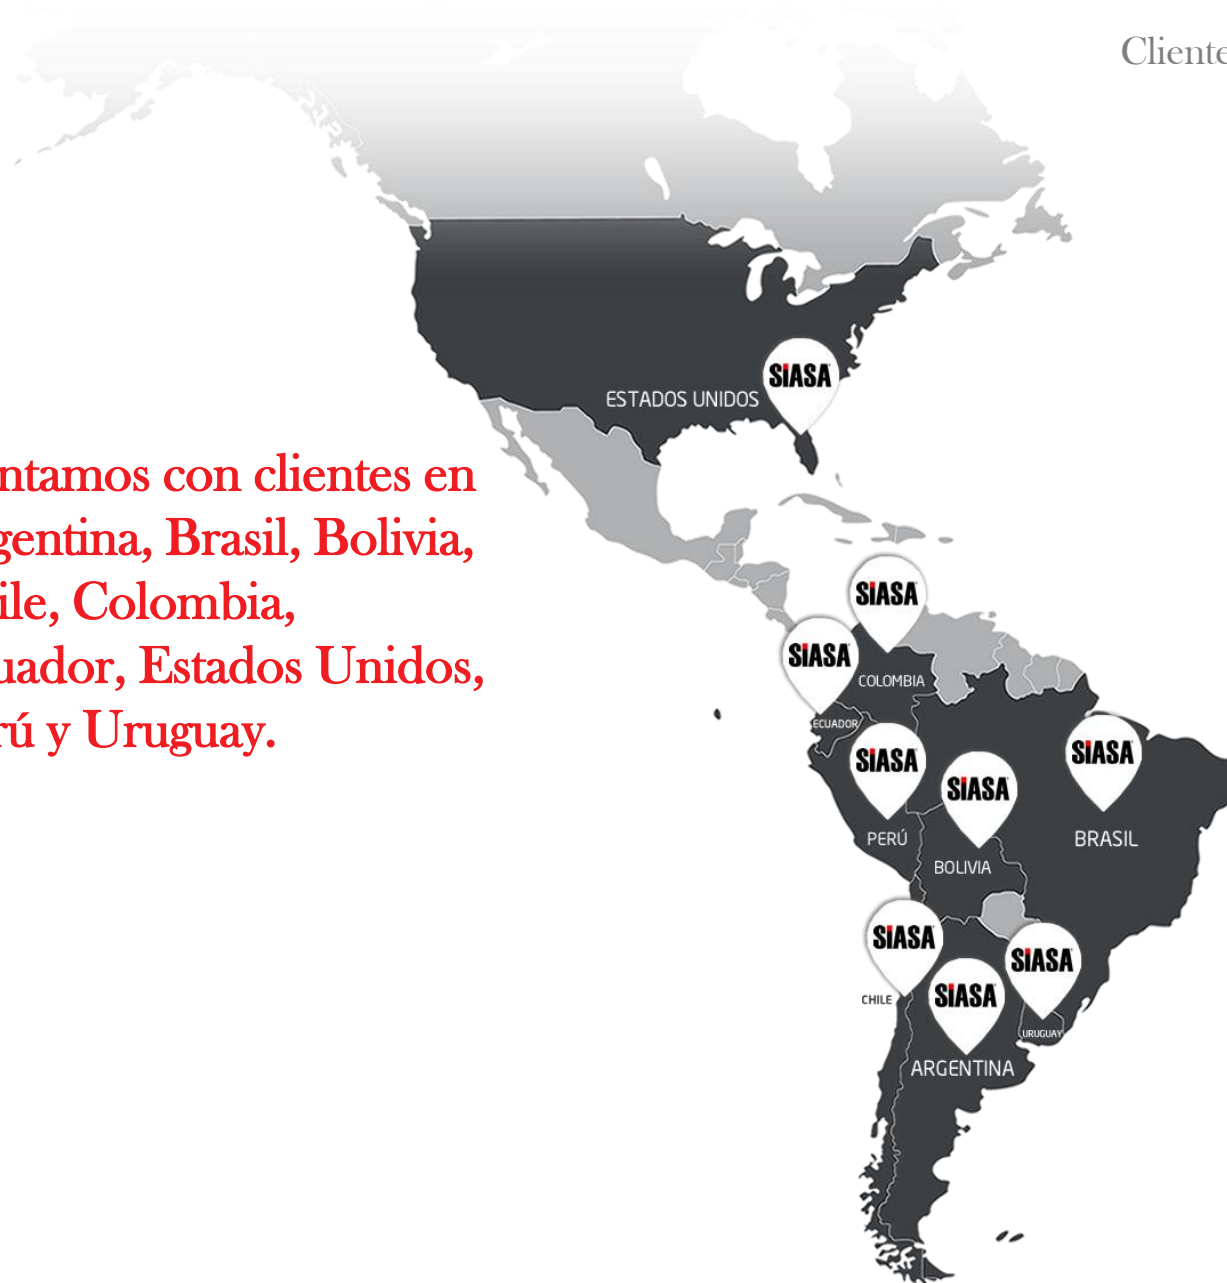 Cliente
ntamos con clientes en
gentina, Brasil, Bolivia,
ile, Colombia,
uador, Estados Unidos,
rú y Uruguay.
SiASA
ESTADOS UNIDOS
SiASA
SiASA
COLOMBIA
ECUADOR
SiASA
SiASA
SiASA
PERÚ
BOLIVIA
BRASIL
SiASA
SiASA
SiASA
CHILE
URUGUAY
ARGENTINA